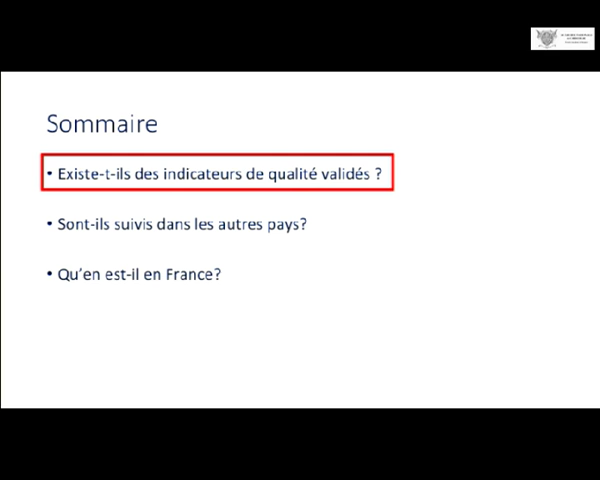 Sommaire
• Existe-t-ils des indicateurs de qualité validés ?
• Sont-ils suivis dans les autres pays?
• Qu'en est-il en France?